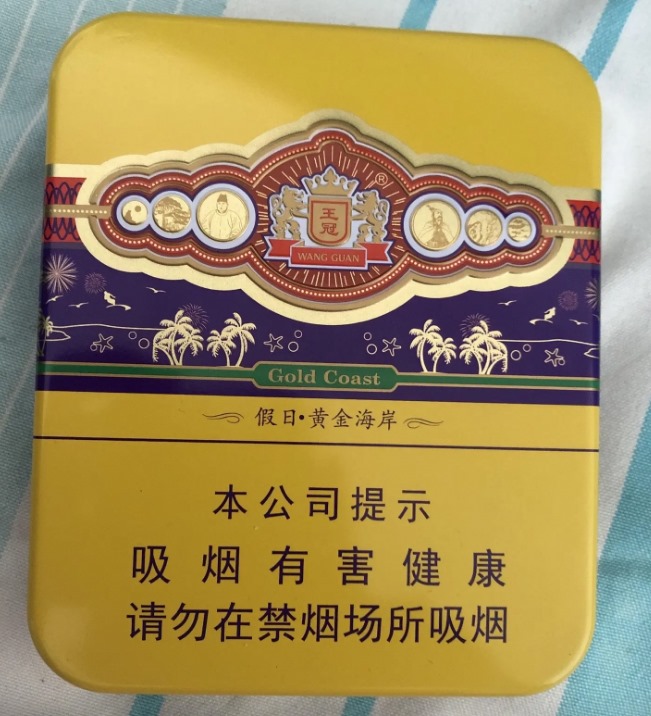 ®
王
冠
WANG GUAN
Gold Coast
假日•黄金海岸
本公司提示
吸烟有害健康
请勿在禁烟场所吸烟